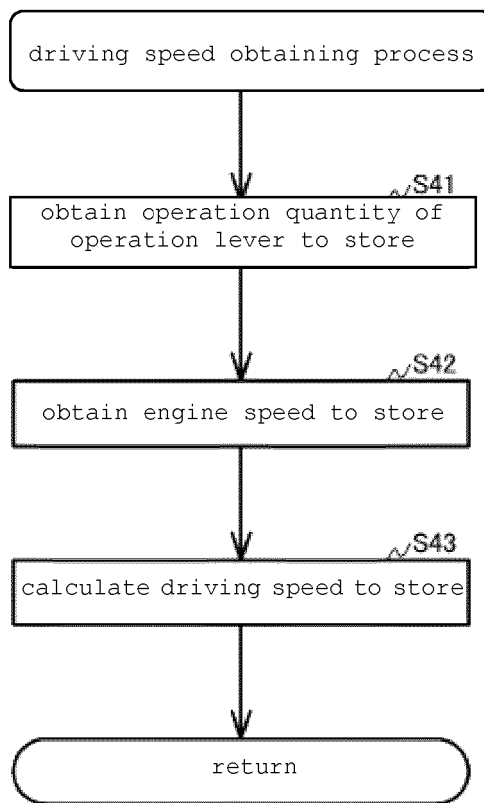 driving speed obtaining process
S41
obtain operation quantity of
operation lever to store
S42
obtain engine speed to store
S43
calculate driving speed to store
return